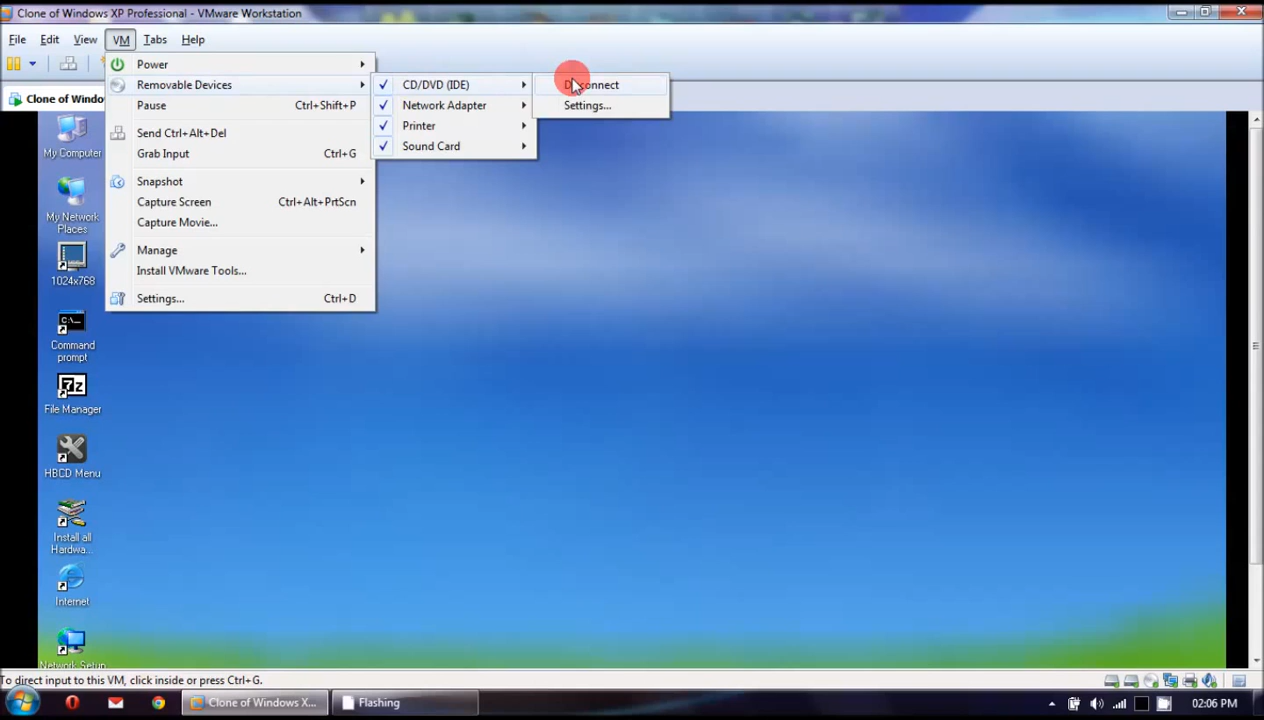 Clone of Windows XP Professional - VMware Workstation
File Edit View VM Tabs Help
Clone of Windo
Power
Removable Devices
Pause Ctrl+Shift+P
Send Ctrl+Alt+Del
Grab Input Ctrl+G
Snapshot
Capture Screen Ctrl+Alt+PrtScn
Capture Movie...
Manage
Install VMware Tools...
Settings... Ctrl+D
CD/DVD (IDE)
Network Adapter
Printer
Sound Card
Disconnect
Settings...
My Computer
My Network
Places
1024x768
C:\_
Command
prompt
7z
File Manager
HBCD Menu
Install all
Hardwa...
Internet
Network Setup
To direct input to this VM, click inside or press Ctrl+G.
Clone of Windows X...
Flashing
02:06 PM